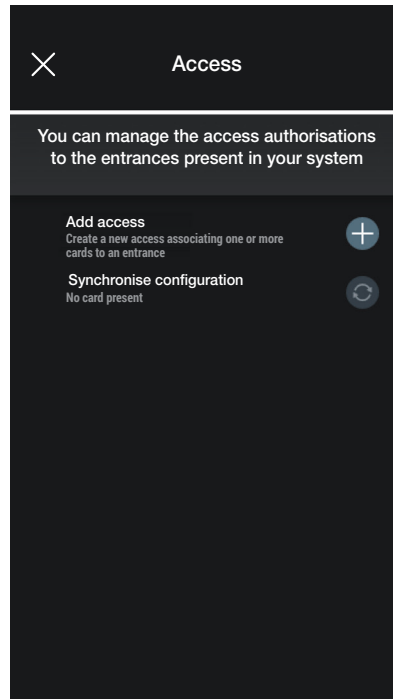 Access
You can manage the access authorisations
to the entrances present in your system
Add access
Create a new access associating one or more
cards to an entrance
Synchronise configuration
No card present